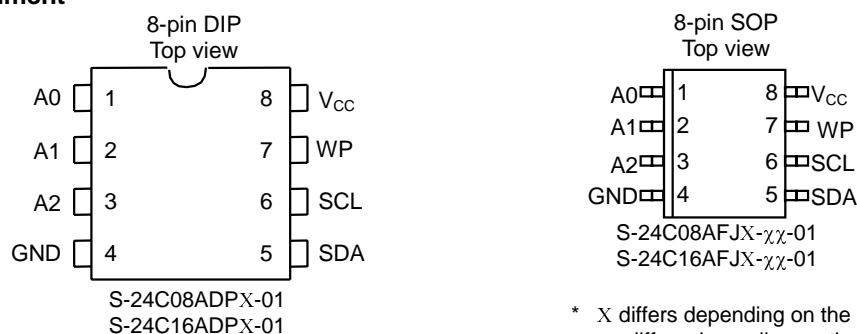 8-pin DIP
Top view
A0 1 8 VCC
A1 2 7 WP
A2 3 6 SCL
GND 4 5 SDA
S-24C08ADPX-01
S-24C16ADPX-01
8-pin SOP
Top view
A0 1 8 VCC
A1 2 7 WP
A2 3 6 SCL
GND 4 5 SDA
S-24C08AFJX-χχ-01
S-24C16AFJX-χχ-01
* X differs depending on the